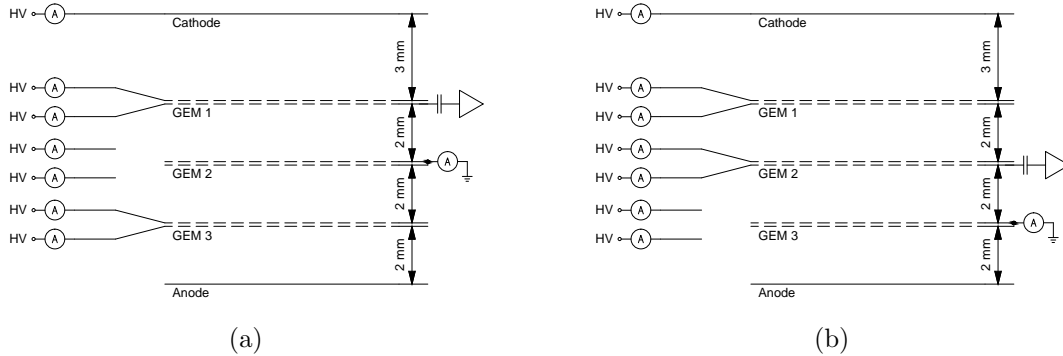 HV A Cathode
3 mm
HV A
GEM 1
HV A
2 mm
HV A
GEM 2 A
HV A
2 mm
HV A
GEM 3
HV A
2 mm
Anode
(a)
HV A Cathode
3 mm
HV A
GEM 1
HV A
2 mm
HV A
GEM 2
HV A
2 mm
HV A
GEM 3 A
HV A
2 mm
Anode
(b)